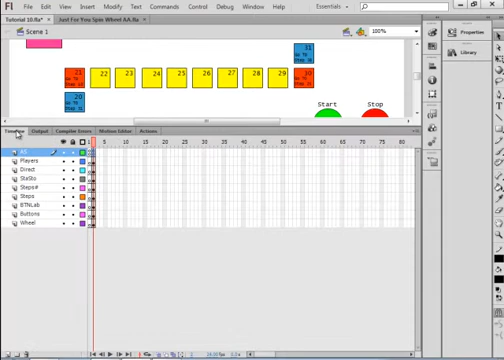 Fl File Edit View Insert Modify Text Commands Control Debug Window Help Essentials
Tutorial 10.fla* × Just For You Spin Wheel AA.fla ×
Scene 1 100%
31
21 22 23 24 25 26 27 28 29 30
20
Start Stop
Timeline Output Compiler Errors Motion Editor Actions
1 5 10 15 20 25 30 35 40 45 50 55 60 65 70 75 80
AS
Players
Direct
StaSto
Steps#
Steps
BTNLab
Buttons
Wheel
Properties
Library